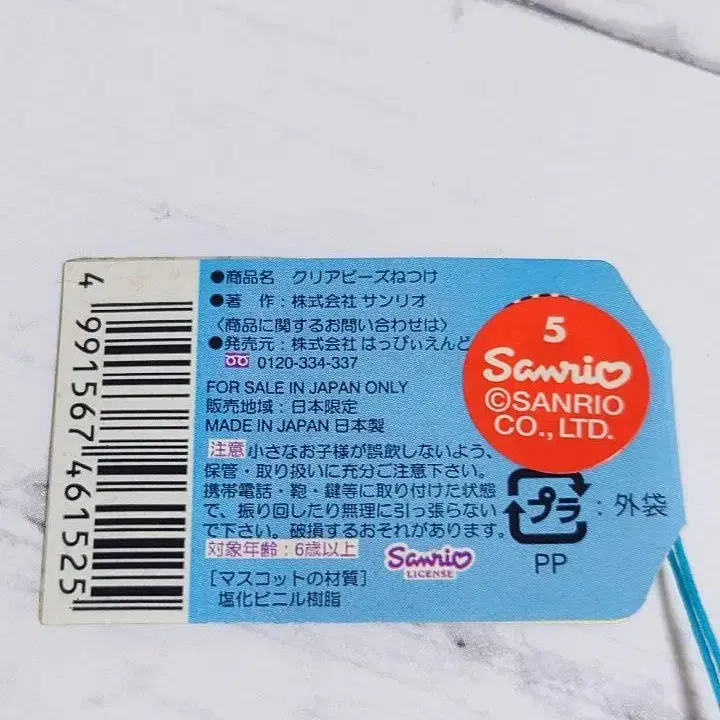 4 991567 461525
●商品名 クリアビーズねつけ
●著 作：株式会社 サンリオ
〈商品に関するお問い合わせは〉
●発売元：株式会社 はっぴぃえんど
0120-334-337
FOR SALE IN JAPAN ONLY
販売地域：日本限定
MADE IN JAPAN 日本製
注意 小さなお子様が誤飲しないよう、
保管・取り扱いに充分ご注意下さい。
携帯電話・鞄・鍵等に取り付けた状態
で、振り回したり無理に引っ張らない
で下さい。破損するおそれがあります。
対象年齢：6歳以上
Sanrio
LICENSE
[マスコットの材質]
塩化ビニル樹脂
5
Sanrio
©SANRIO
CO., LTD.
プラ：外袋
PP